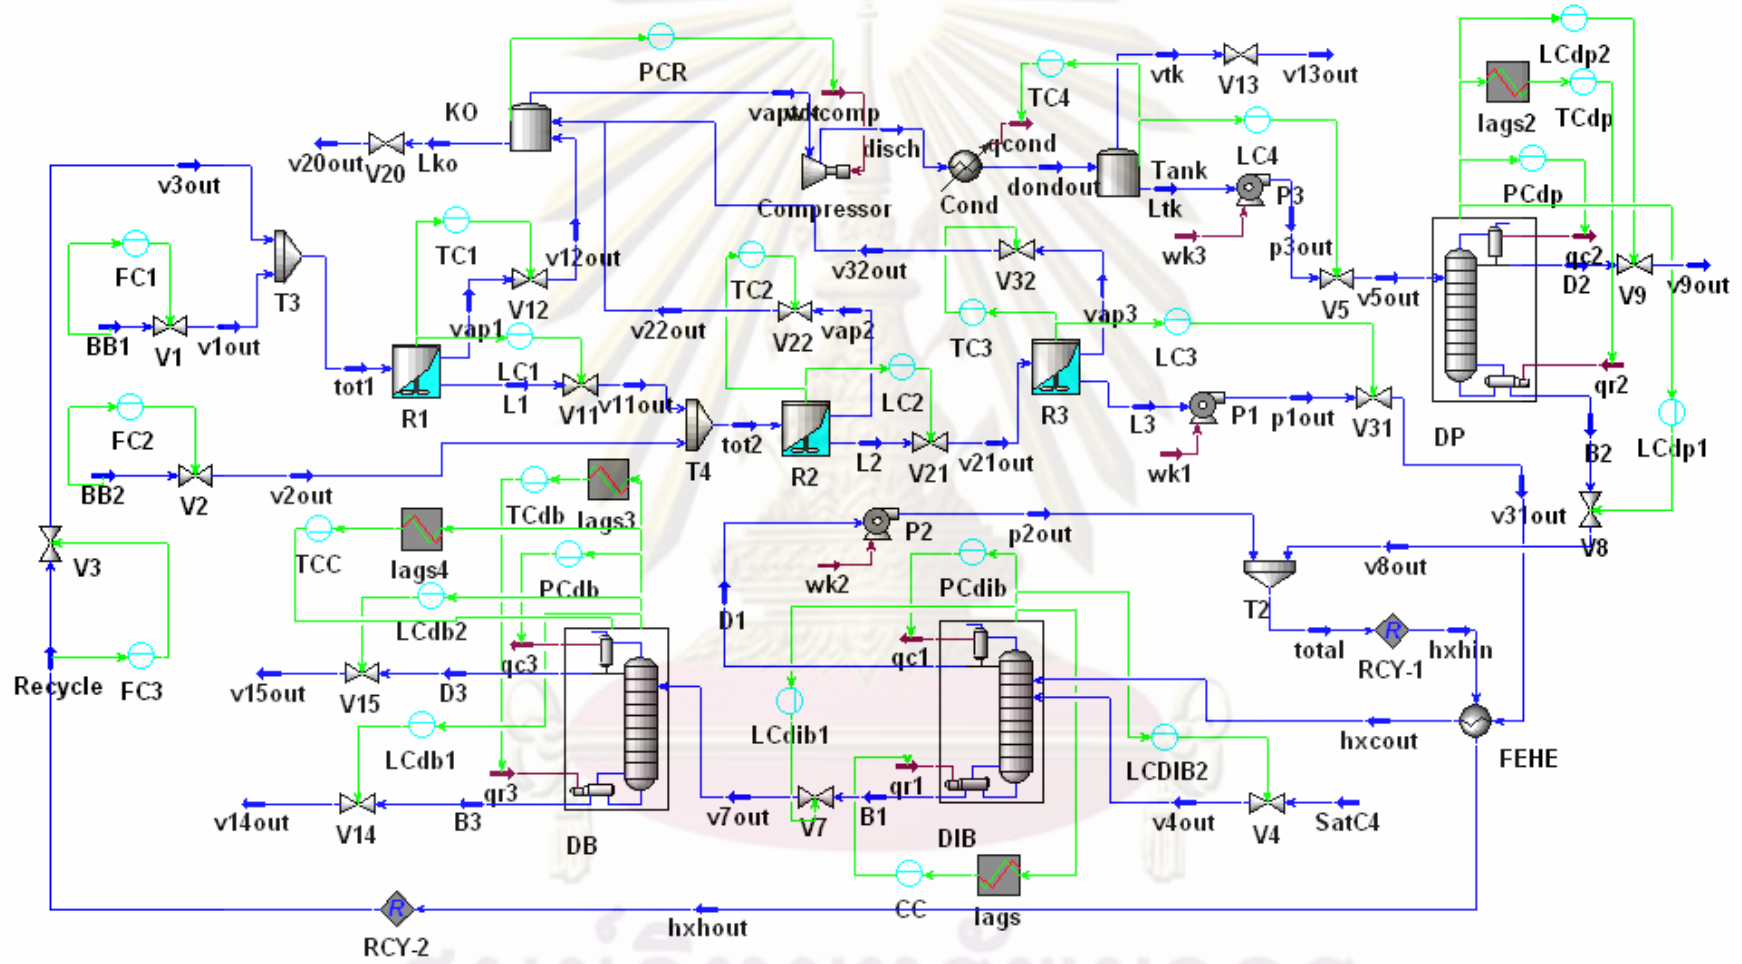 LCdp2
PCR
vtk
V13
v13out
TC4
KO
vap
wkcomp
lags2
TCdp
v20out
V20
Lko
disch
qcond
LC4
Tank
dondout
Ltk
P3
PCdp
v3out
Compressor
Cond
wk3
p3out
TC1
v12out
FC1
T3
V12
TC2
v32out
V32
qc2
D2
V9
v9out
V5
v5out
BB1
V1
v1out
vap1
v22out
V22
vap2
vap3
TC3
LC3
LC1
tot1
R1
L1
V11
v11out
LC2
R3
L3
P1
p1out
V31
qr2
FC2
T4
tot2
R2
L2
V21
v21out
wk1
DP
B2
LCdp1
BB2
V2
v2out
TCdb
lags3
v31out
P2
p2out
V8
V3
TCC
lags4
PCdb
wk2
PCdib
v8out
T2
D1
LCdb2
Recycle
FC3
v15out
V15
D3
qc3
qc1
total
R
RCY-1
hxhin
LCdb1
LCdib1
hxcout
FEHE
LCDIB2
v14out
V14
B3
qr3
DB
v7out
V7
B1
qr1
DIB
v4out
V4
SatC4
CC
lags
R
RCY-2
hxhout